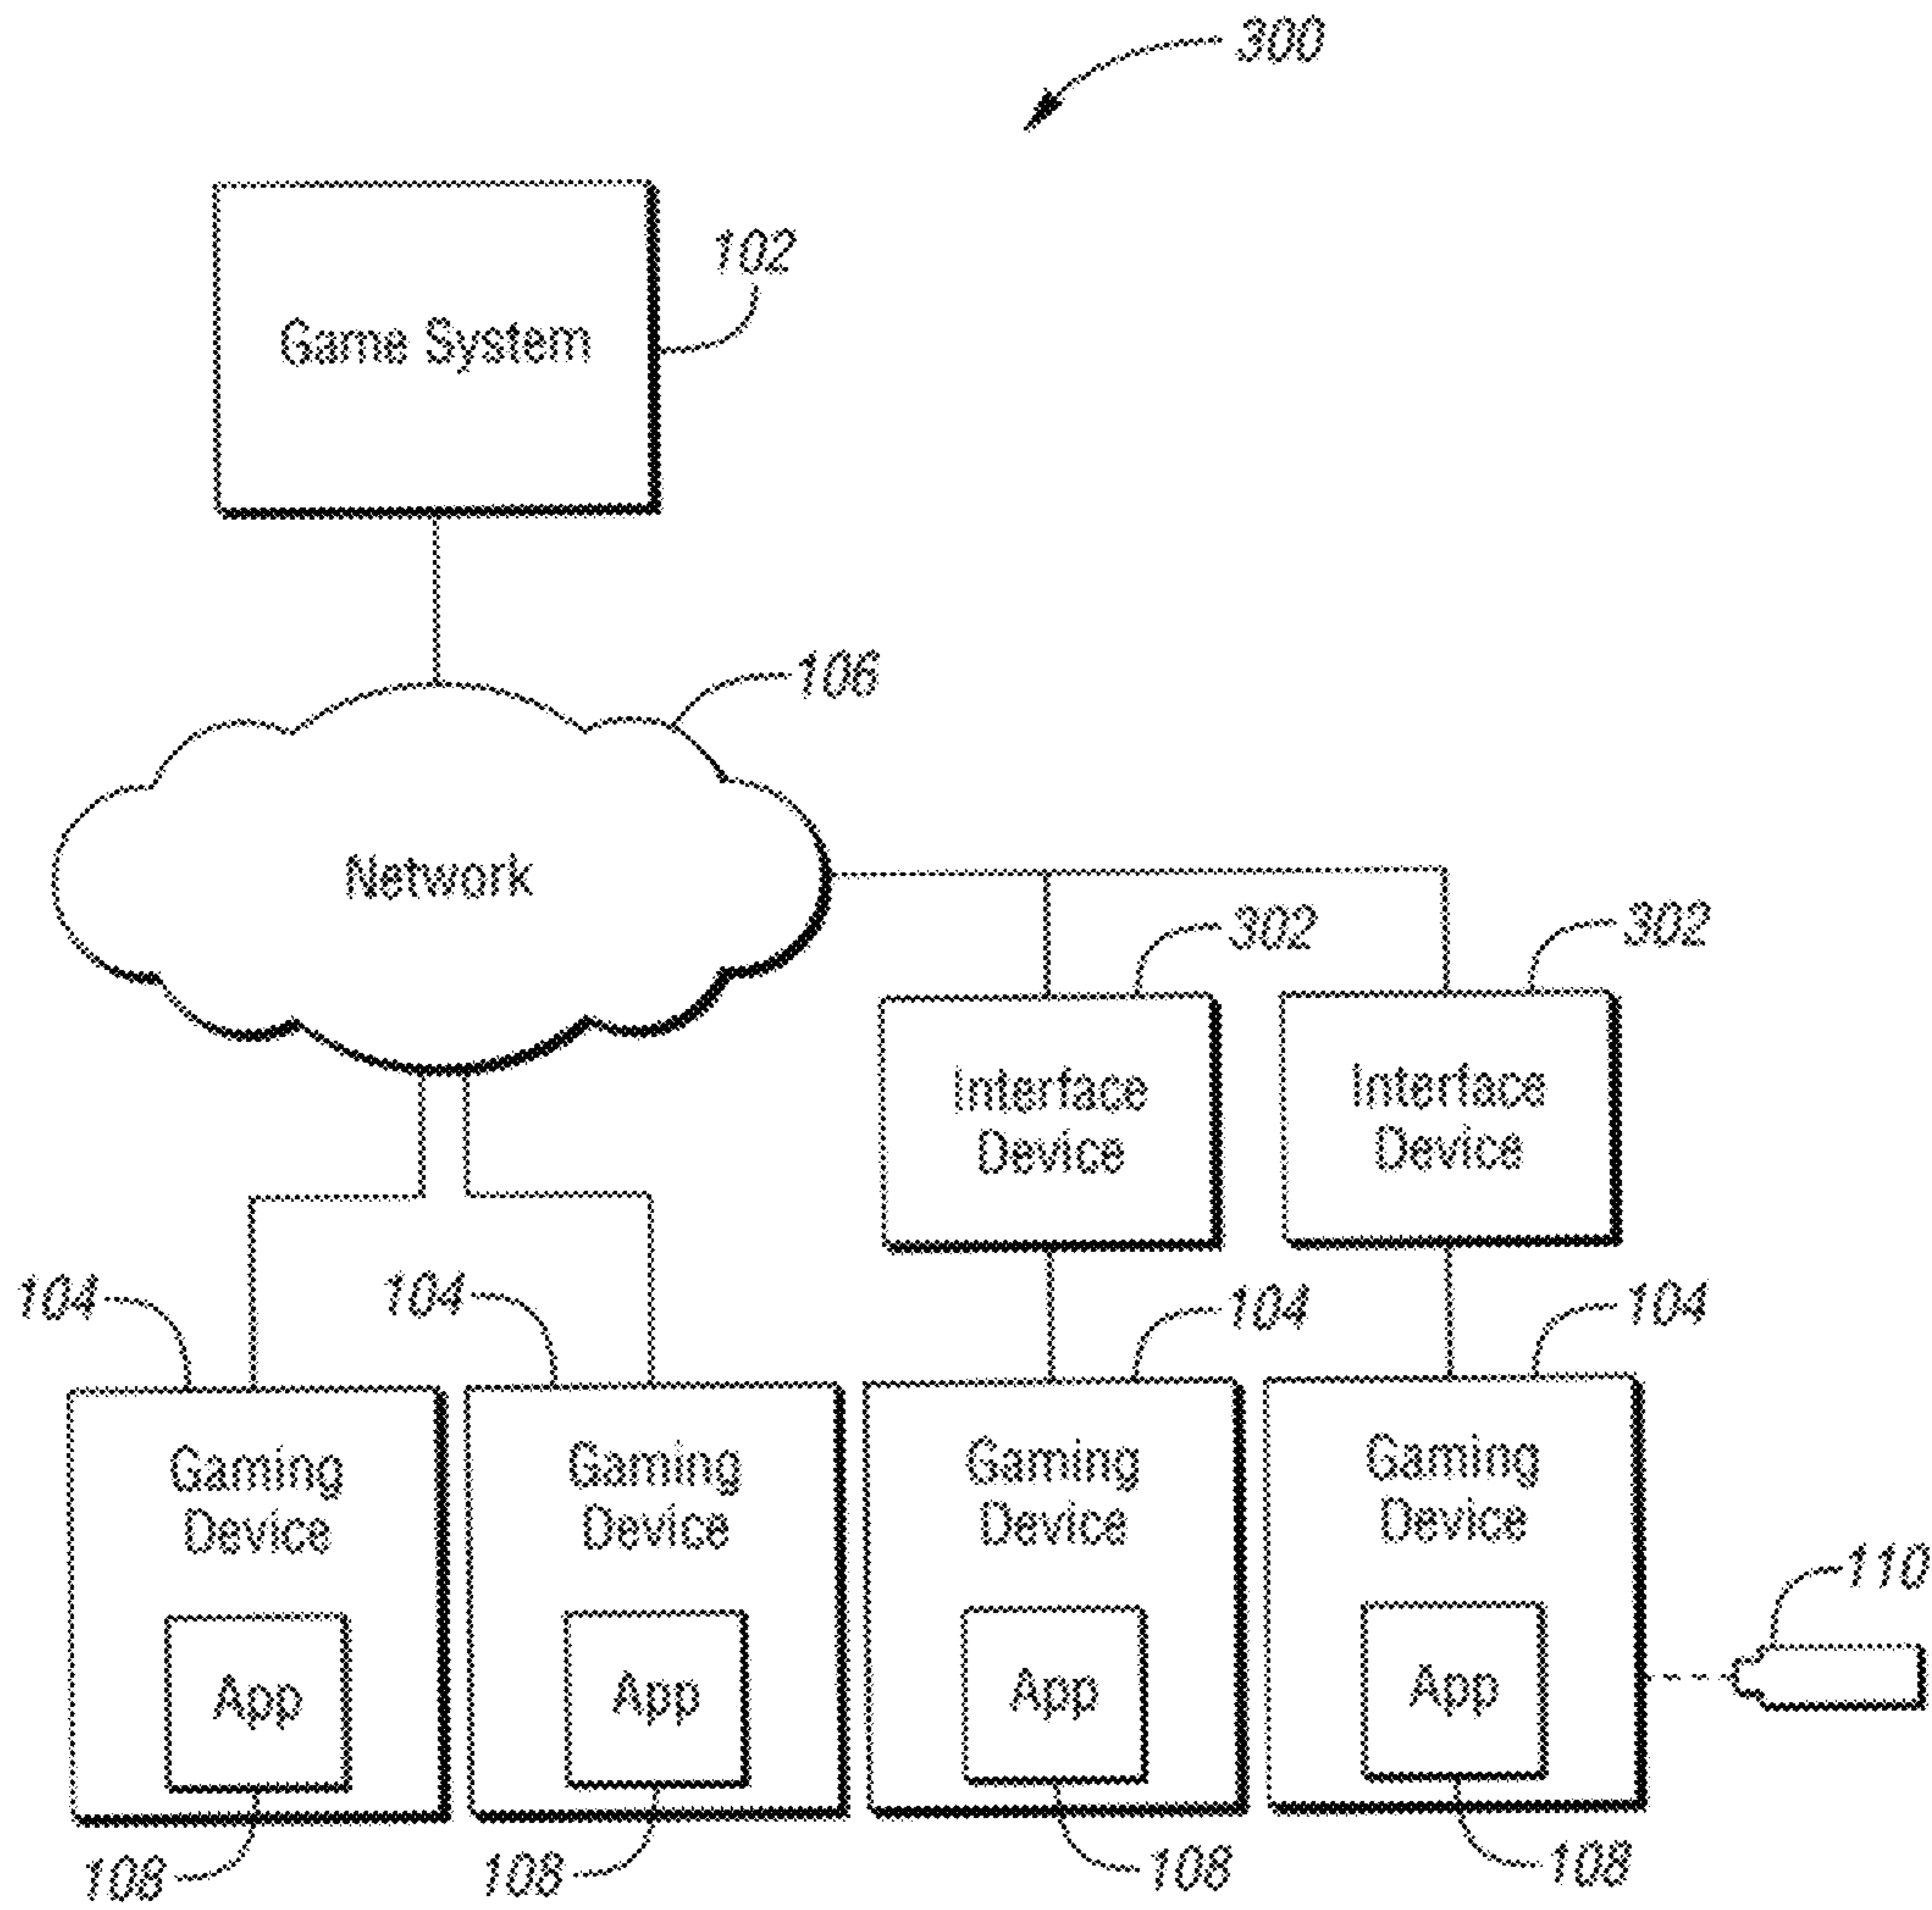 300
102
Game System
106
Network
302
302
Interface
Device
Interface
Device
104
104
104
104
Gaming
Device
Gaming
Device
Gaming
Device
Gaming
Device
110
App
App
App
App
108
108
108
108